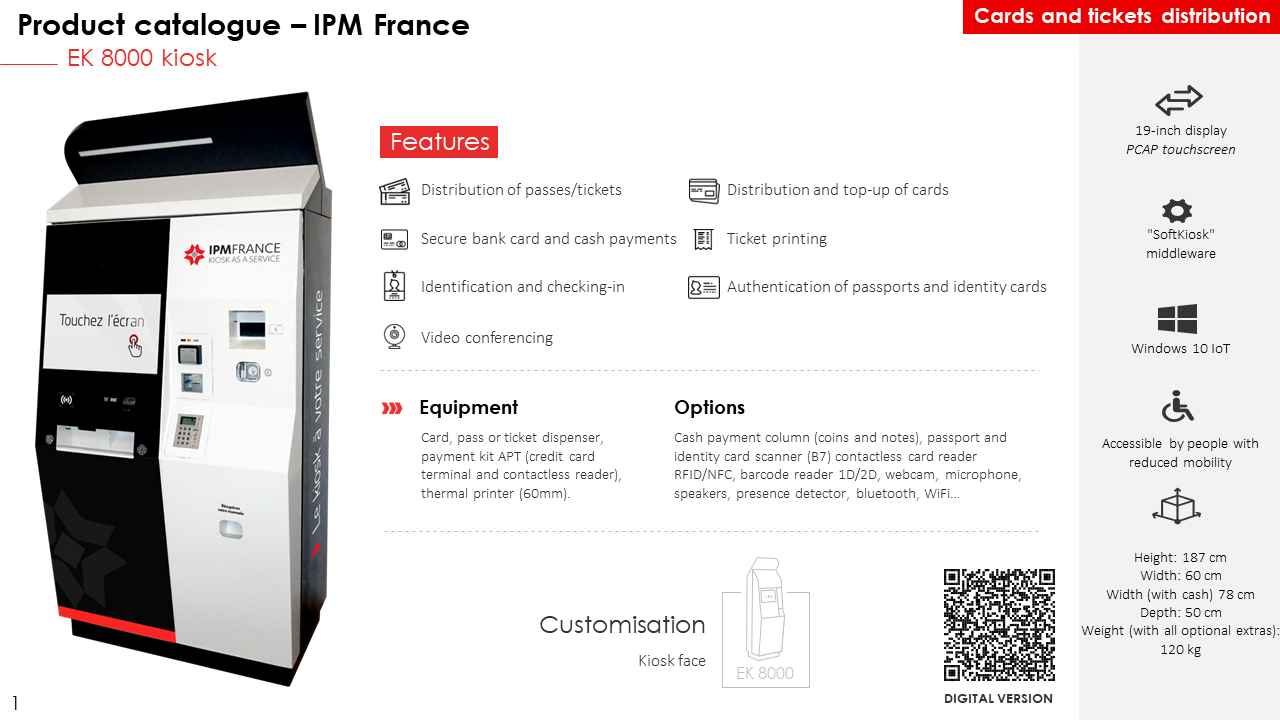 Product catalogue – IPM France
Cards and tickets distribution
EK 8000 kiosk
IPMFRANCE
KIOSK AS A SERVICE
Touchez l'écran
Le kiosk à votre service
Récupérez
votre monnaie
Features
Distribution of passes/tickets
Distribution and top-up of cards
Secure bank card and cash payments
Ticket printing
Identification and checking-in
Authentication of passports and identity cards
Video conferencing
Equipment
Card, pass or ticket dispenser,
payment kit APT (credit card
terminal and contactless reader),
thermal printer (60mm).
Options
Cash payment column (coins and notes), passport and
identity card scanner (B7) contactless card reader
RFID/NFC, barcode reader 1D/2D, webcam, microphone,
speakers, presence detector, bluetooth, WiFi...
Customisation
Kiosk face
EK 8000
DIGITAL VERSION
19-inch display
PCAP touchscreen
"SoftKiosk"
middleware
Windows 10 IoT
Accessible by people with
reduced mobility
Height: 187 cm
Width: 60 cm
Width (with cash) 78 cm
Depth: 50 cm
Weight (with all optional extras):
120 kg
1